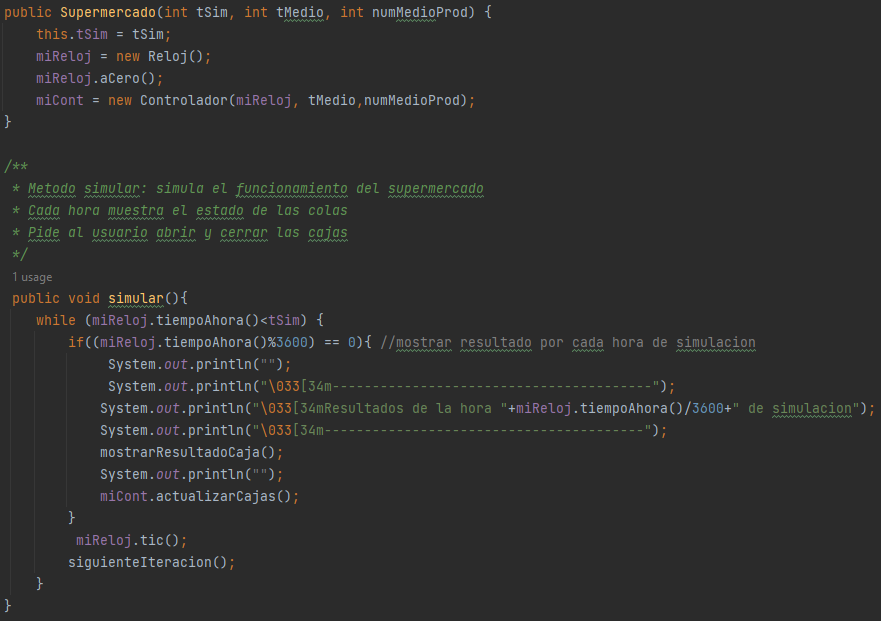 public Supermercado(int tSim, int tMedio, int numMedioProd) {
    this.tSim = tSim;
    miReloj = new Reloj();
    miReloj.aCero();
    miCont = new Controlador(miReloj, tMedio,numMedioProd);
}
/**
 * Metodo simular: simula el funcionamiento del supermercado
 * Cada hora muestra el estado de las colas
 * Pide al usuario abrir y cerrar las cajas
 */
 1 usage
 public void simular(){
    while (miReloj.tiempoAhora()<tSim) {
        if((miReloj.tiempoAhora()%3600) == 0){ //mostrar resultado por cada hora de simulacion
             System.out.println("");
             System.out.println("\033[34m----------------------------------------");
            System.out.println("\033[34mResultados de la hora "+miReloj.tiempoAhora()/3600+" de simulacion");
            System.out.println("\033[34m----------------------------------------");
            mostrarResultadoCaja();
            System.out.println("");
            miCont.actualizarCajas();
        }
         miReloj.tic();
        siguienteIteracion();
    }
}